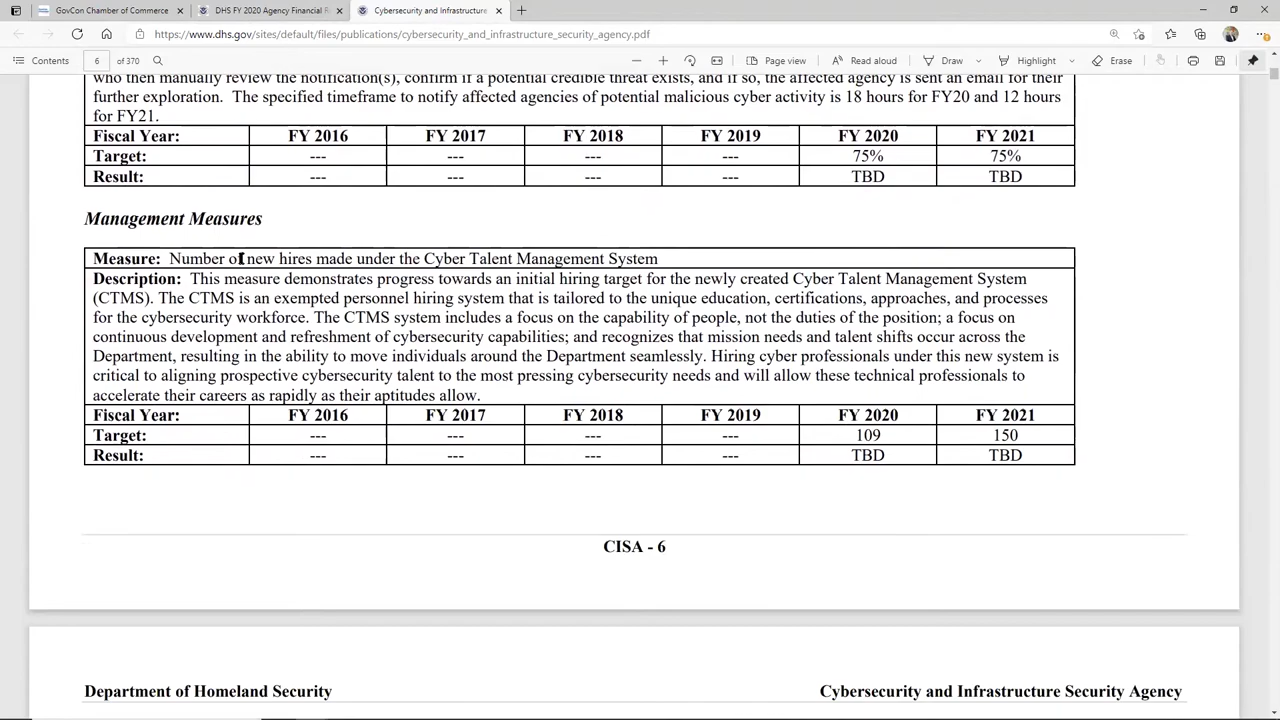 GovCon Chamber of Commerce
DHS FY 2020 Agency Financial R
Cybersecurity and Infrastructure
https://www.dhs.gov/sites/default/files/publications/cybersecurity_and_infrastructure_security_agency.pdf
Contents 6 of 370 Page view Read aloud Draw Highlight Erase
who then manually review the notification(s), confirm if a potential credible threat exists, and if so, the affected agency is sent an email for their
further exploration. The specified timeframe to notify affected agencies of potential malicious cyber activity is 18 hours for FY20 and 12 hours
for FY21.
Fiscal Year: FY 2016 FY 2017 FY 2018 FY 2019 FY 2020 FY 2021
Target: --- --- --- --- 75% 75%
Result: --- --- --- --- TBD TBD
Management Measures
Measure: Number of new hires made under the Cyber Talent Management System
Description: This measure demonstrates progress towards an initial hiring target for the newly created Cyber Talent Management System
(CTMS). The CTMS is an exempted personnel hiring system that is tailored to the unique education, certifications, approaches, and processes
for the cybersecurity workforce. The CTMS system includes a focus on the capability of people, not the duties of the position; a focus on
continuous development and refreshment of cybersecurity capabilities; and recognizes that mission needs and talent shifts occur across the
Department, resulting in the ability to move individuals around the Department seamlessly. Hiring cyber professionals under this new system is
critical to aligning prospective cybersecurity talent to the most pressing cybersecurity needs and will allow these technical professionals to
accelerate their careers as rapidly as their aptitudes allow.
Fiscal Year: FY 2016 FY 2017 FY 2018 FY 2019 FY 2020 FY 2021
Target: --- --- --- --- 109 150
Result: --- --- --- --- TBD TBD
CISA - 6
Department of Homeland Security Cybersecurity and Infrastructure Security Agency